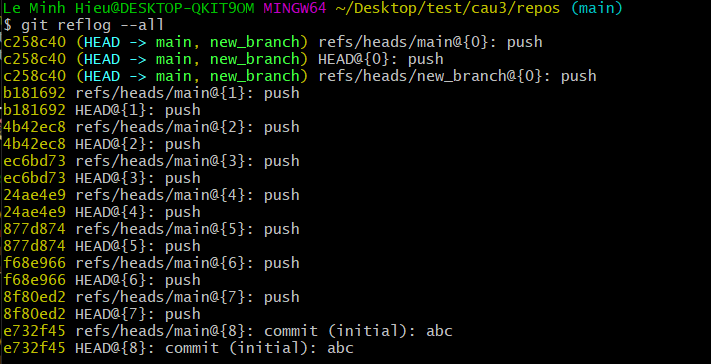 Le Minh Hieu@DESKTOP-QKIT9OM MINGW64 ~/Desktop/test/cau3/repos (main)
$ git reflog --all
c258c40 (HEAD -> main, new_branch) refs/heads/main@{0}: push
c258c40 (HEAD -> main, new_branch) HEAD@{0}: push
c258c40 (HEAD -> main, new_branch) refs/heads/new_branch@{0}: push
b181692 refs/heads/main@{1}: push
b181692 HEAD@{1}: push
4b42ec8 refs/heads/main@{2}: push
4b42ec8 HEAD@{2}: push
ec6bd73 refs/heads/main@{3}: push
ec6bd73 HEAD@{3}: push
24ae4e9 refs/heads/main@{4}: push
24ae4e9 HEAD@{4}: push
877d874 refs/heads/main@{5}: push
877d874 HEAD@{5}: push
f68e966 refs/heads/main@{6}: push
f68e966 HEAD@{6}: push
8f80ed2 refs/heads/main@{7}: push
8f80ed2 HEAD@{7}: push
e732f45 refs/heads/main@{8}: commit (initial): abc
e732f45 HEAD@{8}: commit (initial): abc